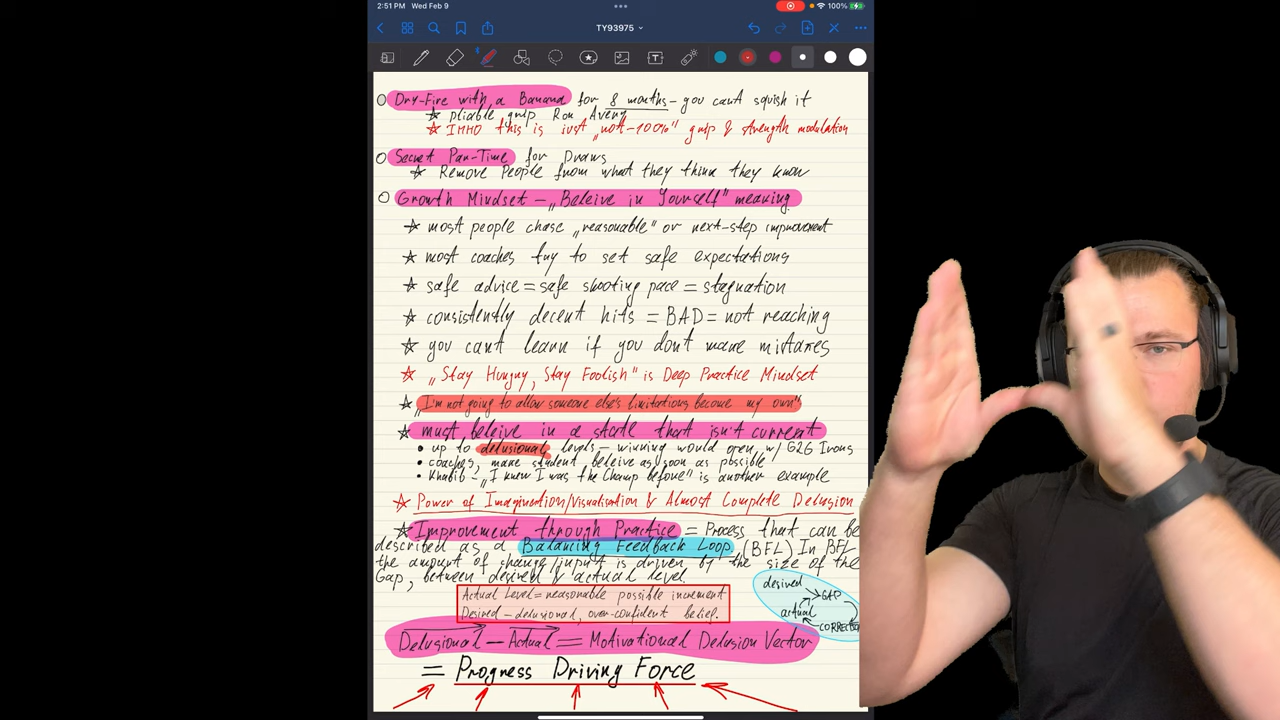 2:51 PM Wed Feb 9
100%
TY93975
Dry-Fire with a Banana for 8 months - you can't squish it
☆ pliable grip Ron Avery
☆ IMHO this is just „not-100%" grip & strength modulation
Secret Par-Time for Draws
☆ Remove People from what they think they know
Growth Mindset – „Beleive in Yourself" meaning
☆ most people chase „reasonable" or next-step improvement
☆ most coaches try to set safe expectations
☆ safe advice = safe shooting pace = stagnation
☆ consistently decent hits = BAD = not reaching
☆ you can't learn if you don't make mistakes
☆ „Stay Hungry, Stay Foolish" is Deep Practice Mindset
☆ „I'm not going to allow someone else's limitations become my own"
☆ must beleive in a state that isn't current
• up to delusional levels – winning would open w/ G26 Irons
• coaches, make student beleive as soon as possible
• Khabib – „I knew I was the Champ before" is another example
☆ Power of Imagination/Visualisation & Almost Complete Delusion
☆ Improvement through Practice = Process that can be
described as a Balancing Feedback Loop (BFL) In BFL
the amount of change/input is driven by the size of the
Gap, between desired & actual level
Actual Level = reasonable possible increment
Desired – delusional, over-confident belief.
desired
GAP
actual
Delusional – Actual = Motivational Delusion Vector
= Progress Driving Force